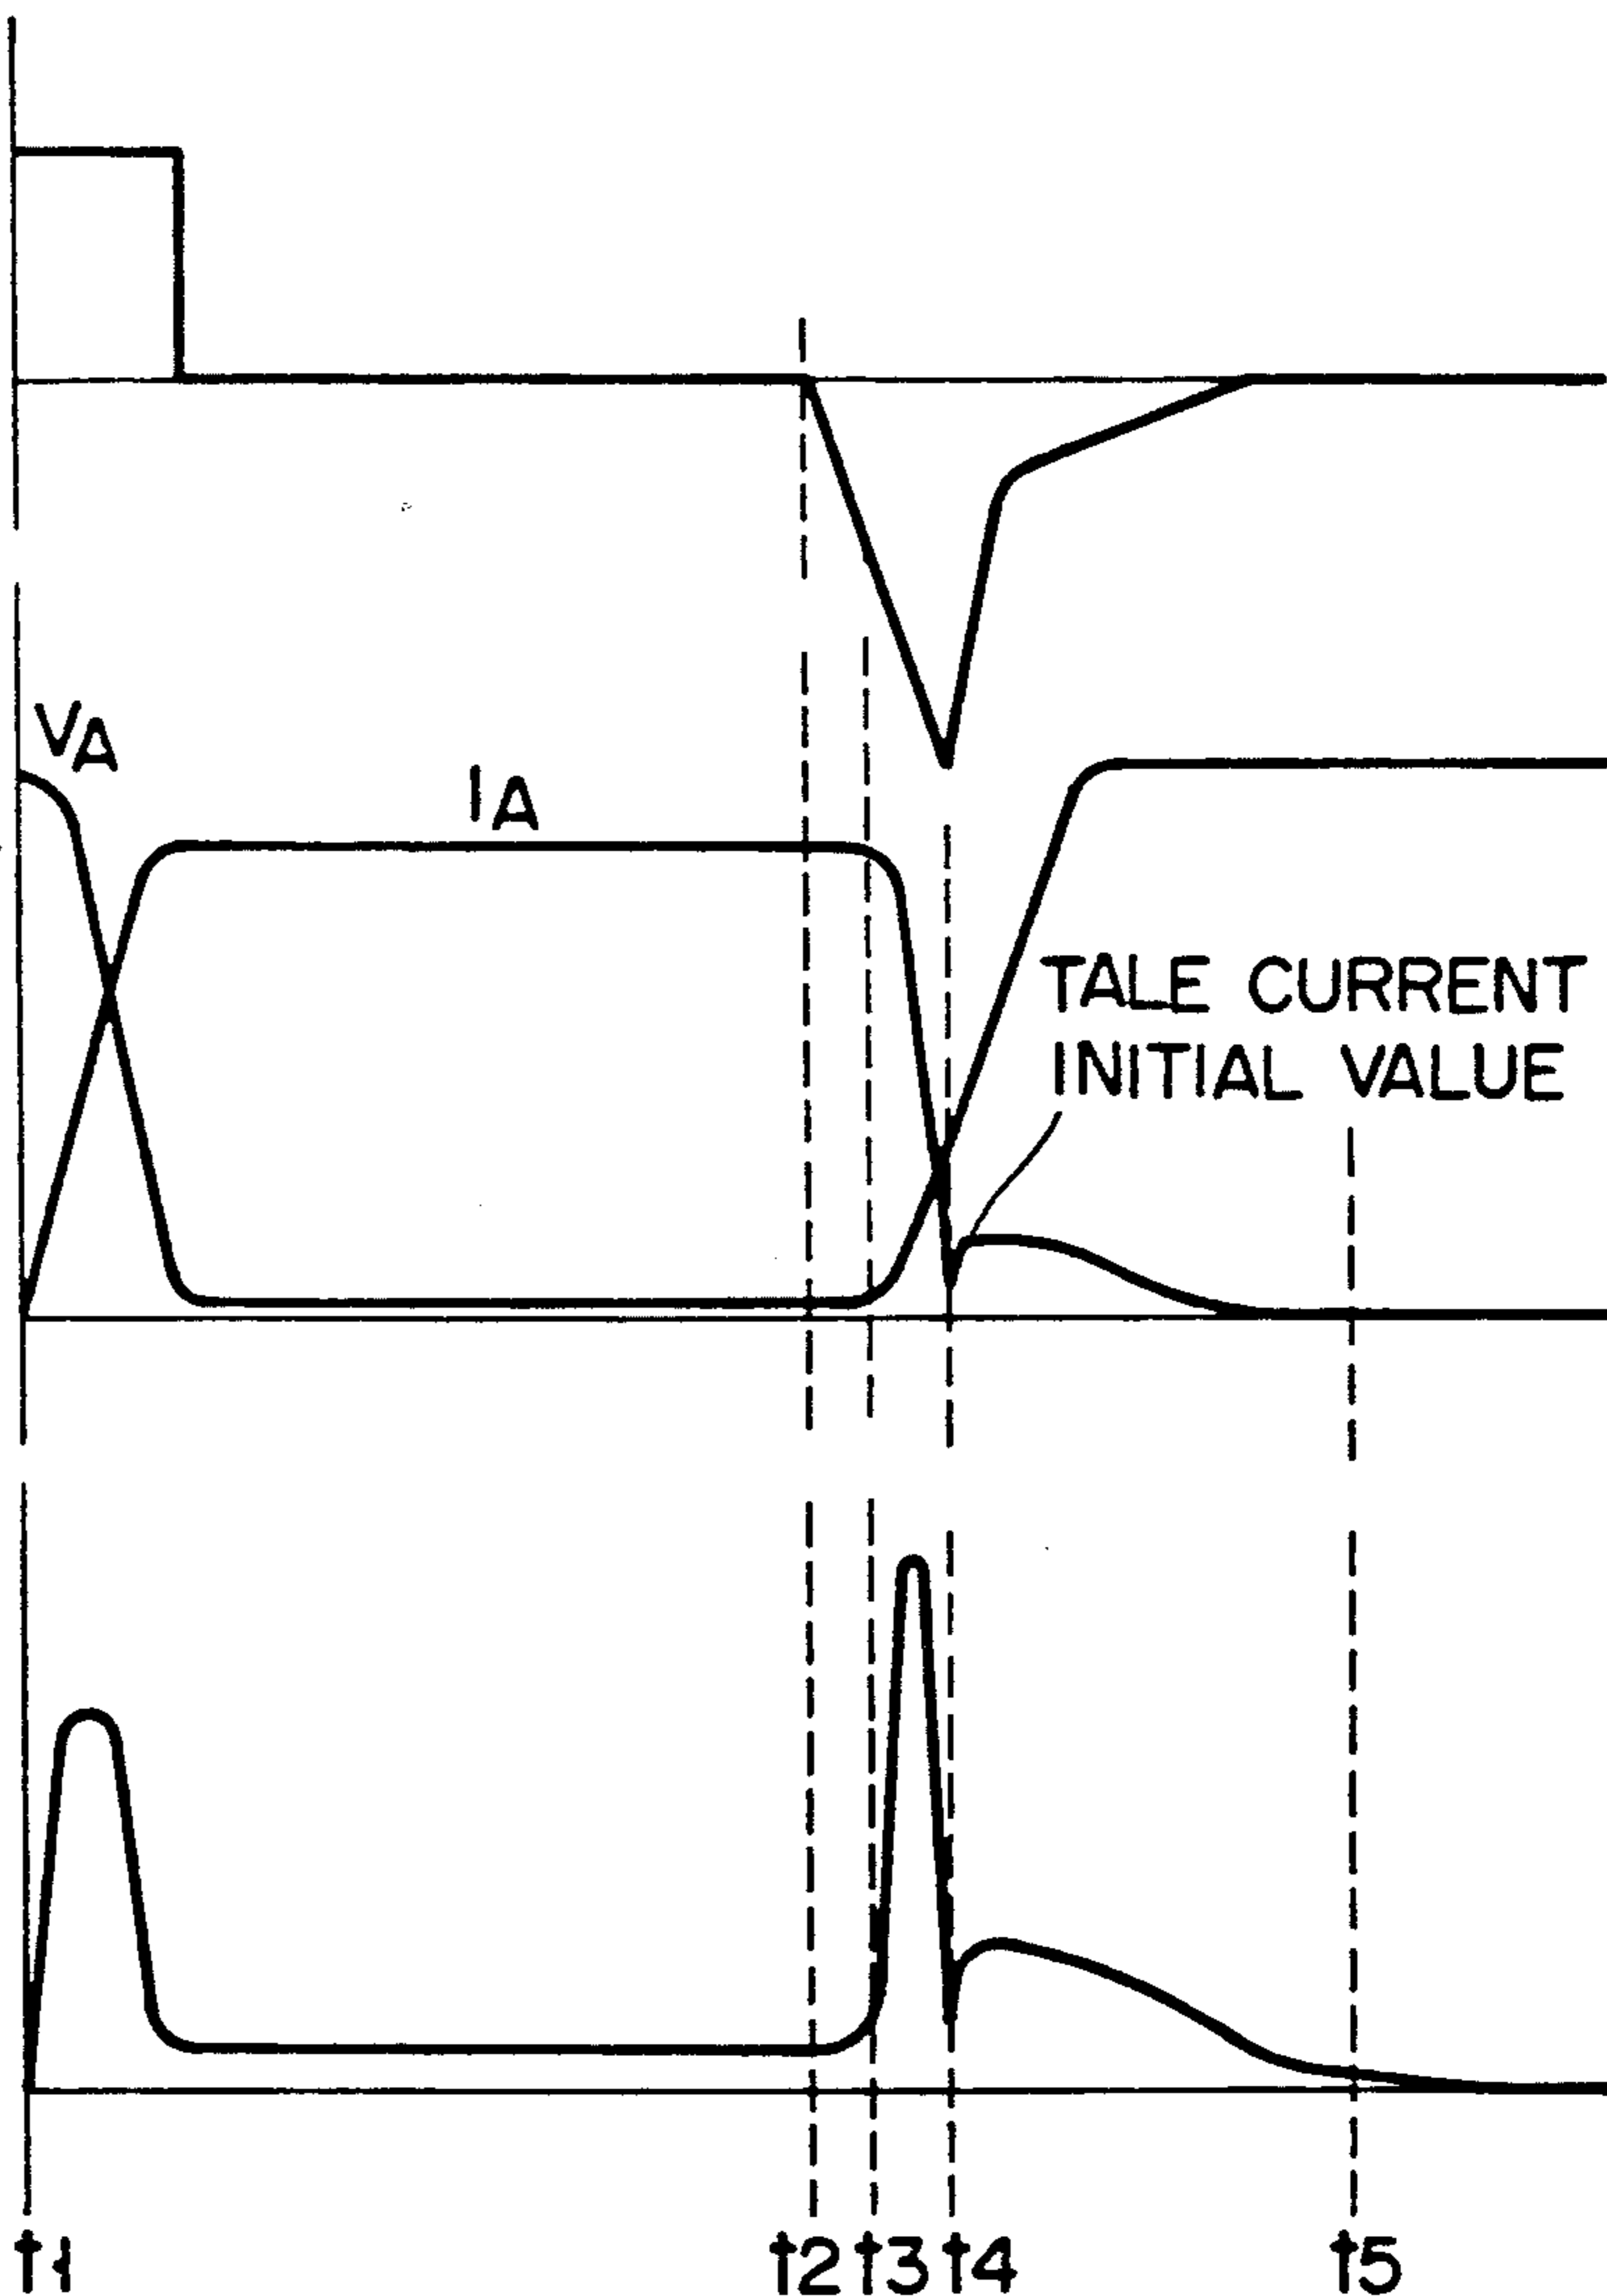 VA
IA
TALE CURRENT
INITIAL VALUE
t1
t2 t3 t4 t5